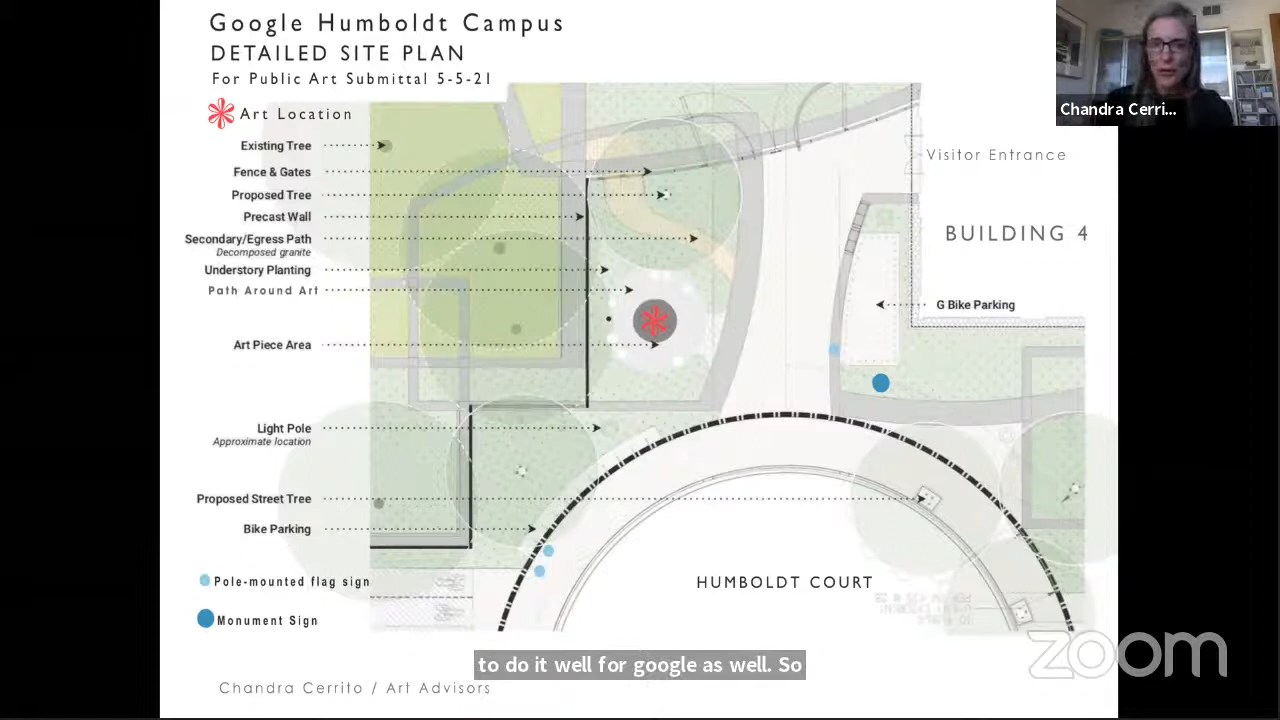 Google Humboldt Campus
DETAILED SITE PLAN
For Public Art Submittal 5-5-21
Art Location
Chandra Cerri...
Existing Tree
Fence & Gates
Proposed Tree
Precast Wall
Secondary/Egress Path
Decomposed granite
Understory Planting
Path Around Art
Art Piece Area
Light Pole
Approximate location
Proposed Street Tree
Bike Parking
Pole-mounted flag sign
Monument Sign
Visitor Entrance
BUILDING 4
G Bike Parking
HUMBOLDT COURT
zoom
to do it well for google as well. So
Chandra Cerrito / Art Advisors